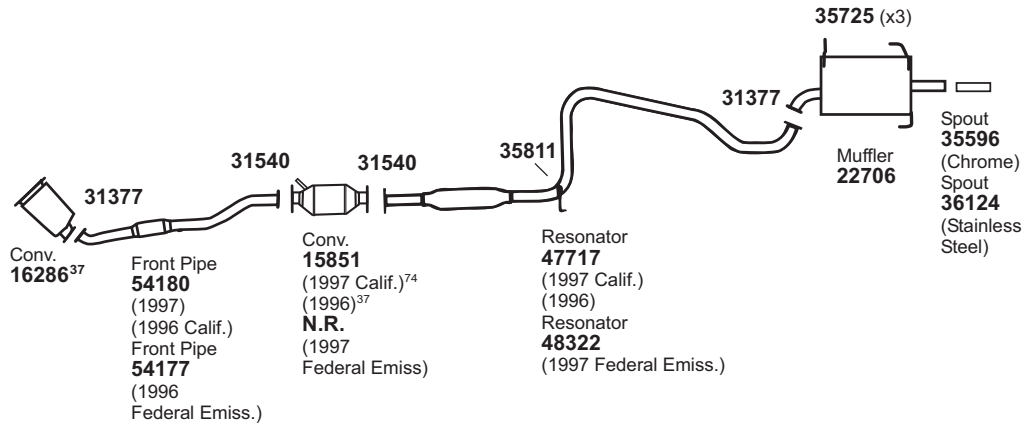 35725 (x3)
31377
Spout
35596
(Chrome)
Spout
36124
(Stainless
Steel)
Muffler
22706
35811
31540
31540
31377
Conv.
16286³⁷
Front Pipe
54180
(1997)
(1996 Calif.)
Front Pipe
54177
(1996
Federal Emiss.)
Conv.
15851
(1997 Calif.)⁷⁴
(1996)³⁷
N.R.
(1997
Federal Emiss)
Resonator
47717
(1997 Calif.)
(1996)
Resonator
48322
(1997 Federal Emiss.)